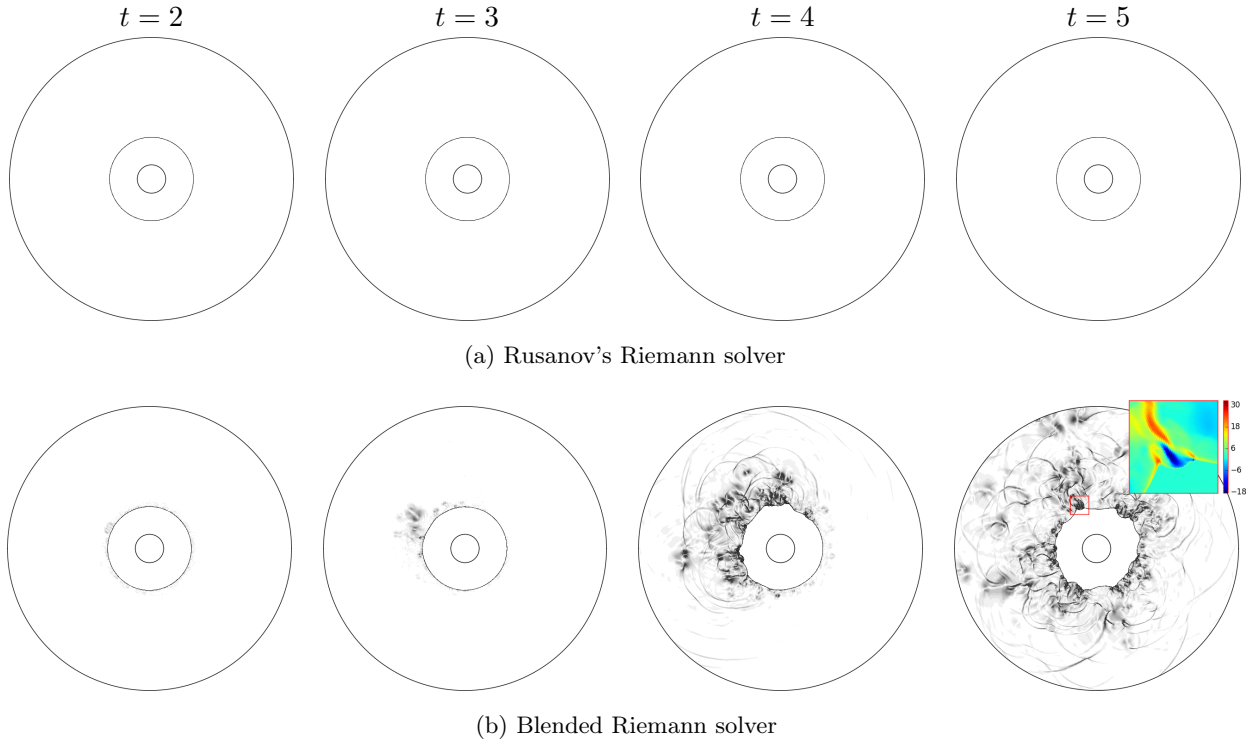 t = 2 t = 3 t = 4 t = 5
(a) Rusanov's Riemann solver
30
18
6
−6
−18
(b) Blended Riemann solver